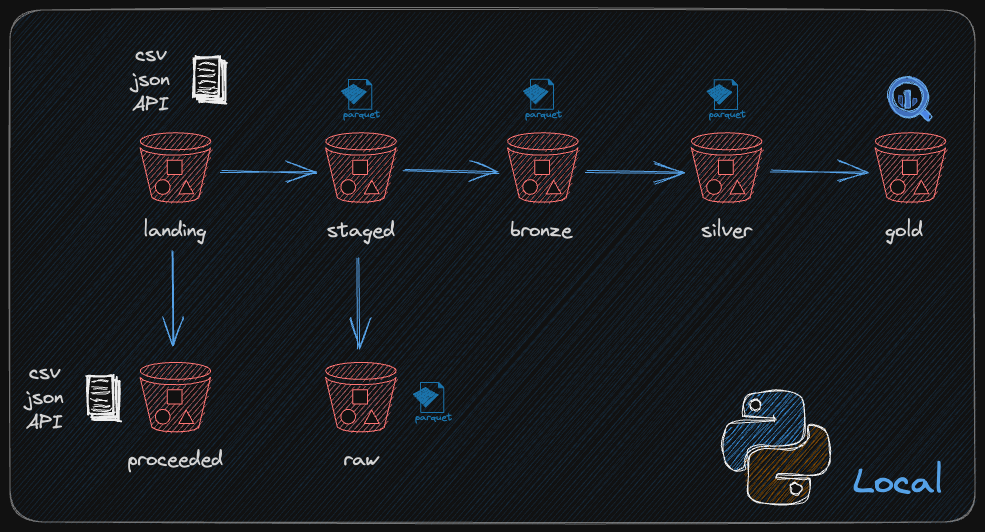 csv
json
API
parquet
parquet
parquet
landing
staged
bronze
silver
gold
csv
json
API
parquet
proceeded
raw
Local